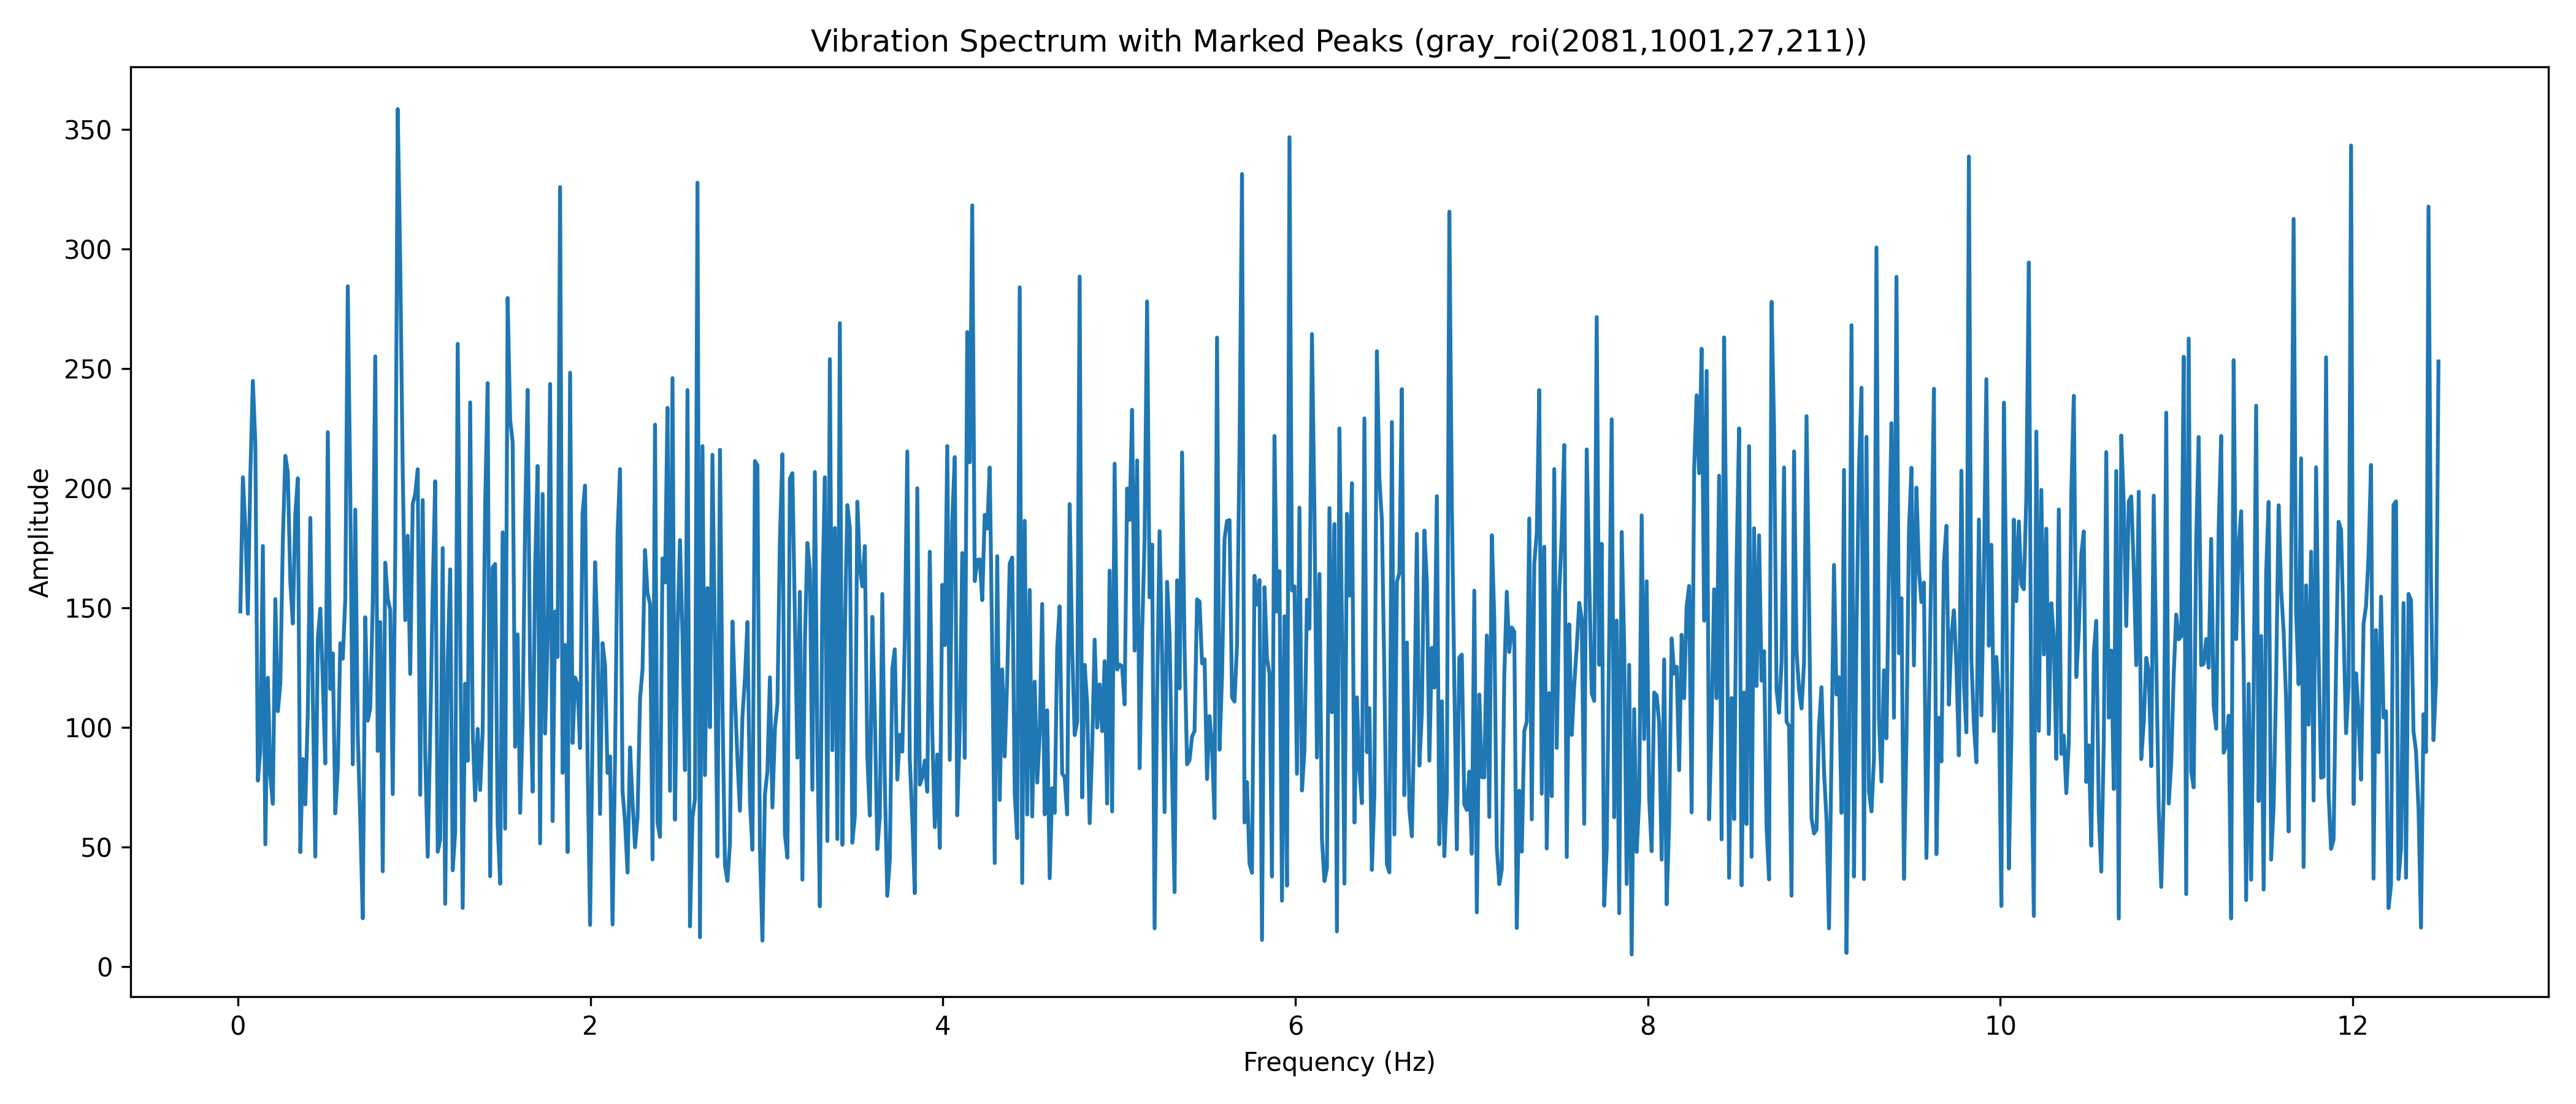 Vibration Spectrum with Marked Peaks (gray_roi(2081,1001,27,211))
350
300
250
200
150
100
50
0
Amplitude
0 2 4 6 8 10 12
Frequency (Hz)